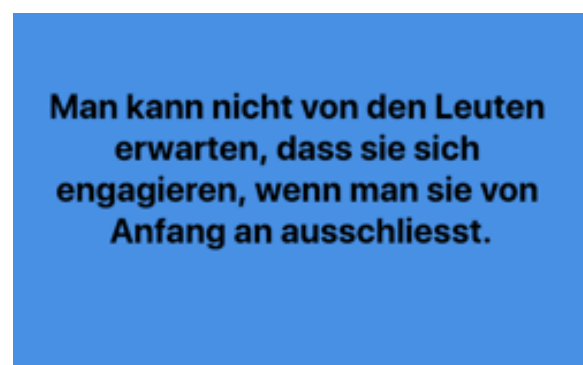 Man kann nicht von den Leuten
erwarten, dass sie sich
engagieren, wenn man sie von
Anfang an ausschliesst.